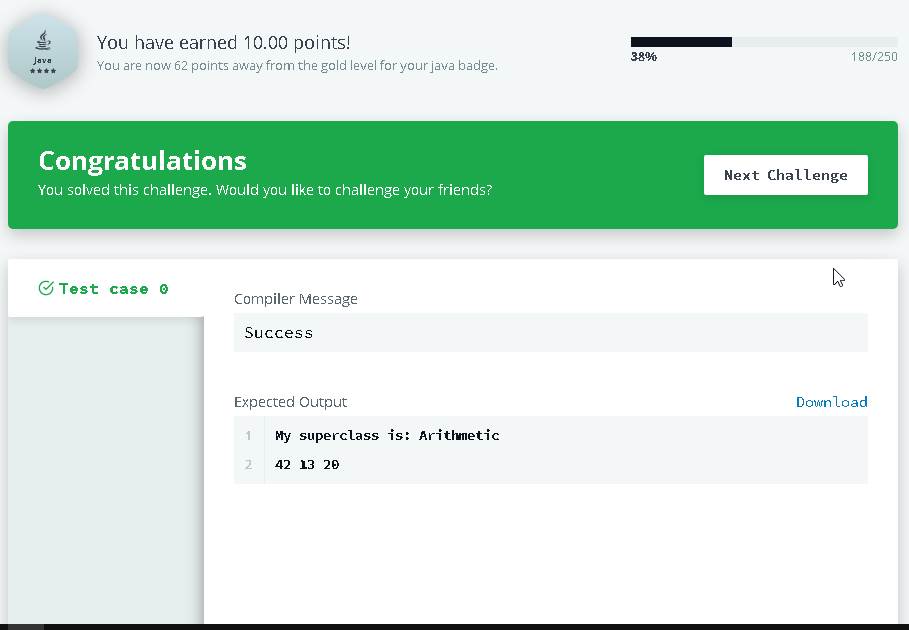 Java
You have earned 10.00 points!
You are now 62 points away from the gold level for your java badge.
38%
188/250
Congratulations
You solved this challenge. Would you like to challenge your friends?
Next Challenge
Test case 0
Compiler Message
Success
Expected Output
Download
1 My superclass is: Arithmetic
2 42 13 20